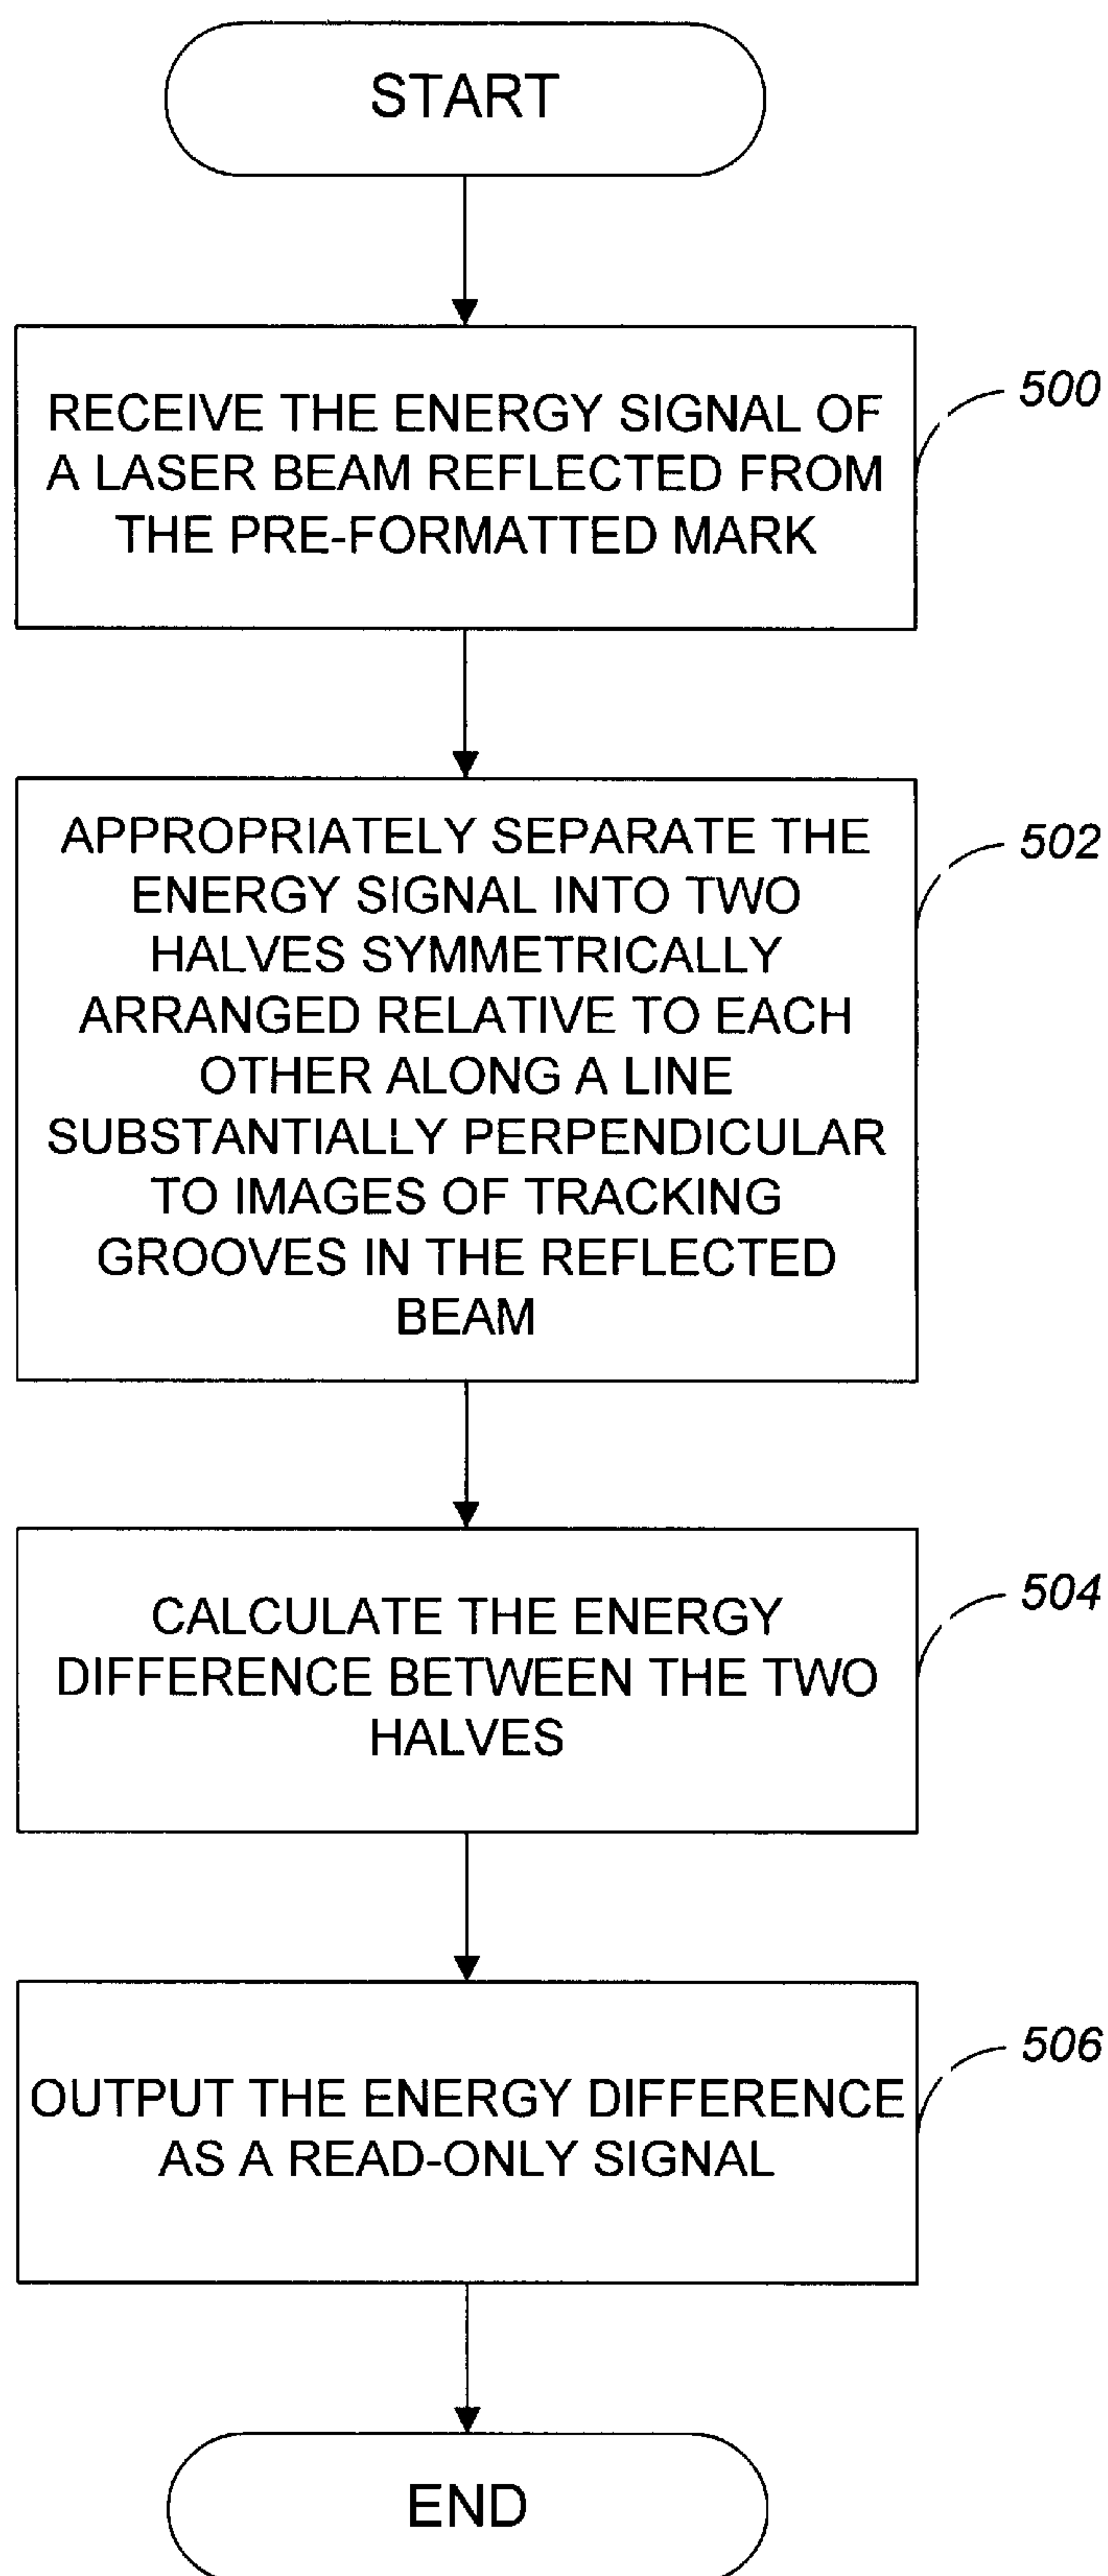 START
RECEIVE THE ENERGY SIGNAL OF
A LASER BEAM REFLECTED FROM
THE PRE-FORMATTED MARK
500
APPROPRIATELY SEPARATE THE
ENERGY SIGNAL INTO TWO
HALVES SYMMETRICALLY
ARRANGED RELATIVE TO EACH
OTHER ALONG A LINE
SUBSTANTIALLY PERPENDICULAR
TO IMAGES OF TRACKING
GROOVES IN THE REFLECTED
BEAM
502
CALCULATE THE ENERGY
DIFFERENCE BETWEEN THE TWO
HALVES
504
OUTPUT THE ENERGY DIFFERENCE
AS A READ-ONLY SIGNAL
506
END